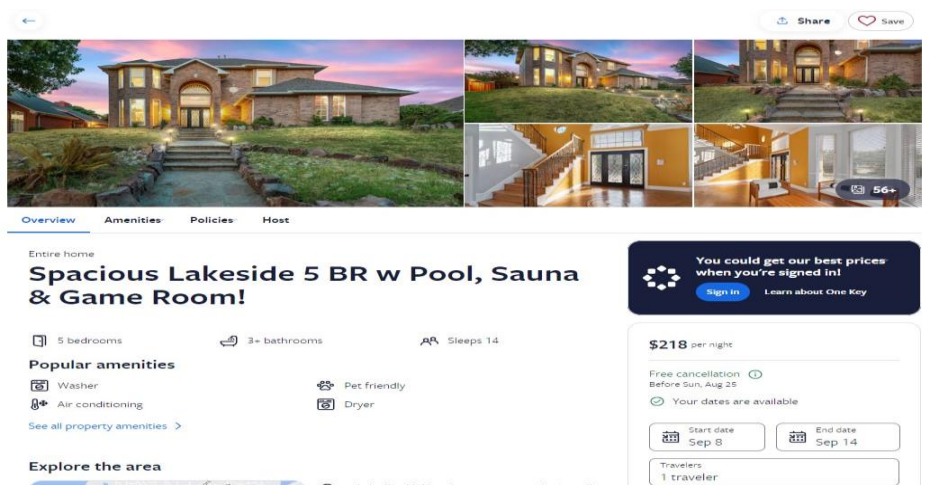 Share
Save
56+
Overview
Amenities
Policies
Host
Entire home
Spacious Lakeside 5 BR w Pool, Sauna
& Game Room!
5 bedrooms
3+ bathrooms
Sleeps 14
Popular amenities
Washer
Pet friendly
Air conditioning
Dryer
See all property amenities
Explore the area
You could get our best prices
when you're signed in!
Sign in
Learn about One Key
$218 per night
Free cancellation
Before Sun, Aug 25
Your dates are available
Start date
Sep 8
End date
Sep 14
Travelers
1 traveler